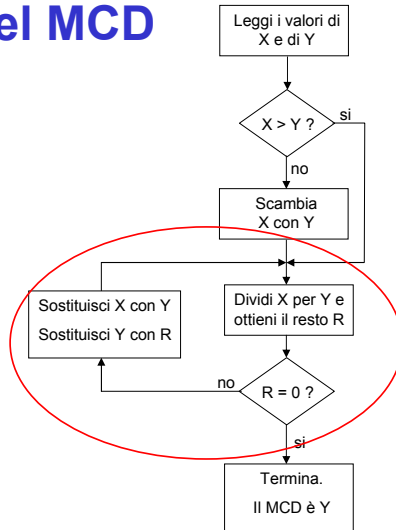 el MCD
Leggi i valori di
X e di Y
X > Y ?
si
no
Scambia
X con Y
Sostituisci X con Y
Sostituisci Y con R
Dividi X per Y e
ottieni il resto R
no
R = 0 ?
si
Termina.
Il MCD è Y